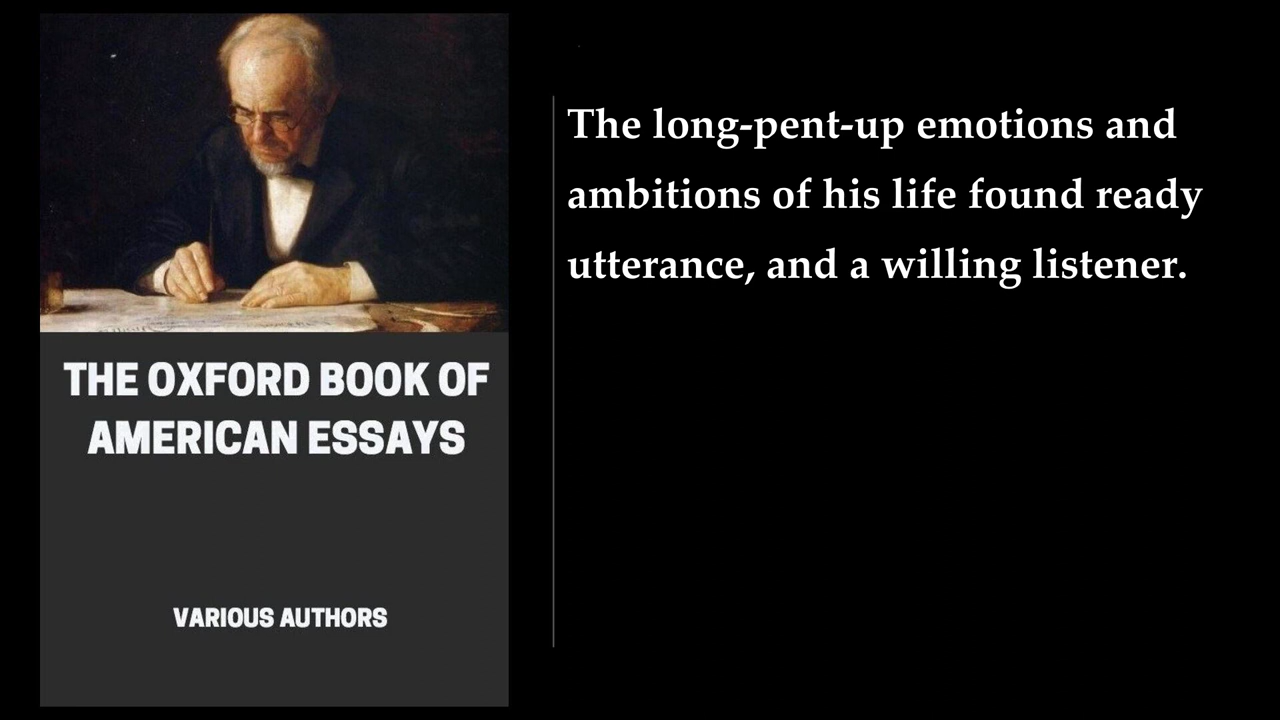 THE OXFORD BOOK OF
AMERICAN ESSAYS
VARIOUS AUTHORS
The long-pent-up emotions and
ambitions of his life found ready
utterance, and a willing listener.